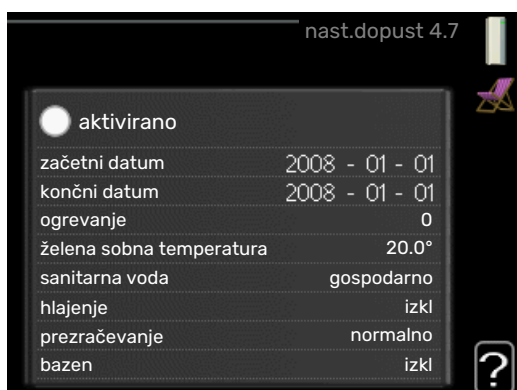 nast.dopust 4.7
aktivirano
začetni datum 2008 - 01 - 01
končni datum 2008 - 01 - 01
ogrevanje 0
želena sobna temperatura 20.0°
sanitarna voda gospodarno
hlajenje izkl
prezračevanje normalno
bazen izkl
?